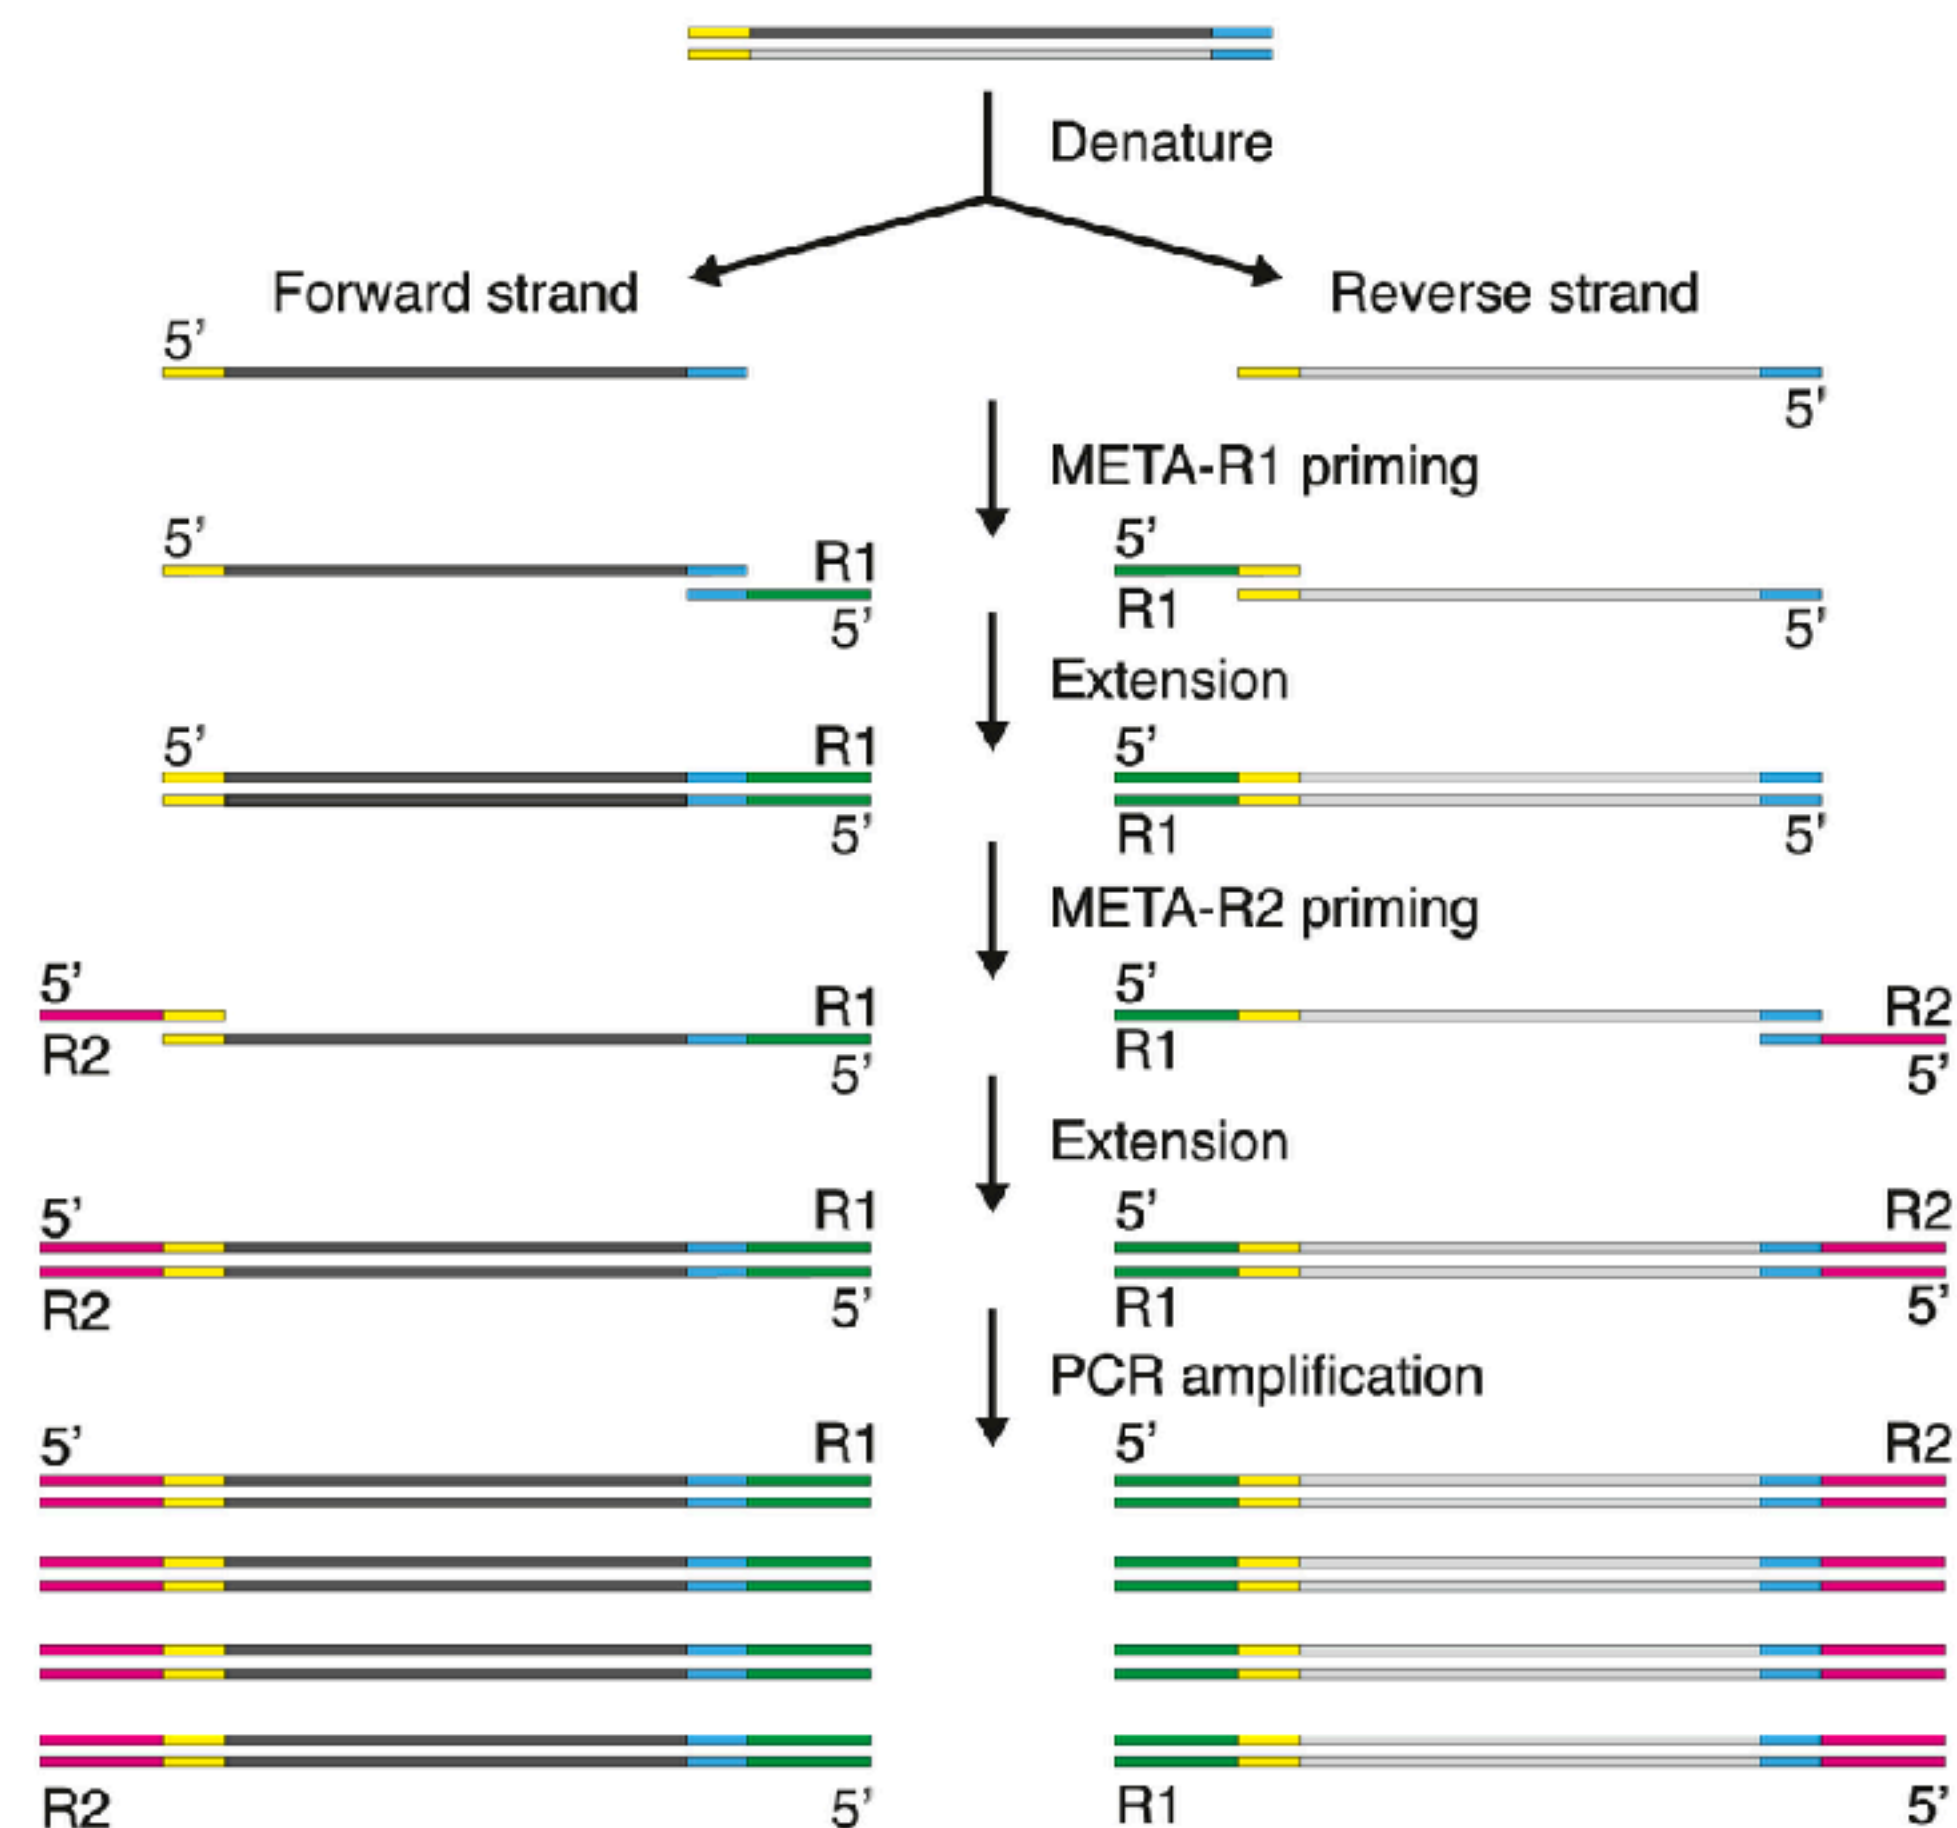 Denature
Forward strand
Reverse strand
5’
5’
META-R1 priming
5’
R1
5’
5’
R1
5’
Extension
5’
R1
5’
5’
R1
5’
META-R2 priming
5’
R2
R1
5’
5’
R1
R2
5’
Extension
5’
R1
R2
5’
5’
R2
R1
5’
PCR amplification
5’
R1
5’
R2
R2
5’
R1
5’